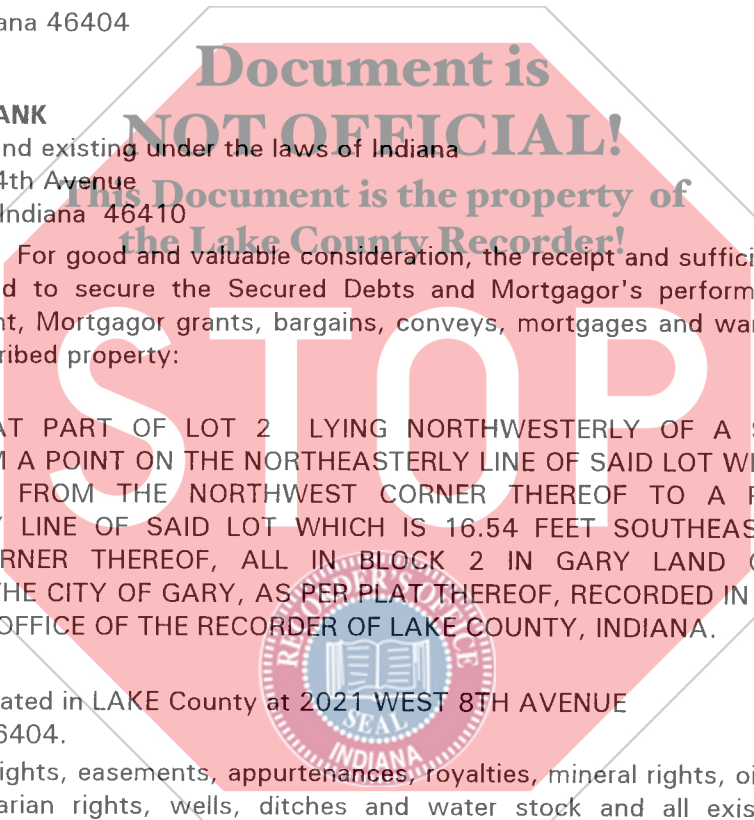 ana 46404
Document is
ANK
NOT OFFICIAL!
nd existing under the laws of Indiana
4th Avenue
This Document is the property of
Indiana 46410
the Lake County Recorder!
For good and valuable consideration, the receipt and suffici
d to secure the Secured Debts and Mortgagor's perform
nt, Mortgagor grants, bargains, conveys, mortgages and wa
ribed property:
STOP
AT PART OF LOT 2 LYING NORTHWESTERLY OF A S
M A POINT ON THE NORTHEASTERLY LINE OF SAID LOT WH
FROM THE NORTHWEST CORNER THEREOF TO A P
Y LINE OF SAID LOT WHICH IS 16.54 FEET SOUTHEAS
RNER THEREOF, ALL IN BLOCK 2 IN GARY LAND C
THE CITY OF GARY, AS PER PLAT THEREOF, RECORDED IN
OFFICE OF THE RECORDER OF LAKE COUNTY, INDIANA.
RECORDER'S OFFICE
ated in LAKE County at 2021 WEST 8TH AVENUE
SEAL
6404.
INDIANA
ights, easements, appurtenances, royalties, mineral rights, oi
arian rights, wells, ditches and water stock and all exis